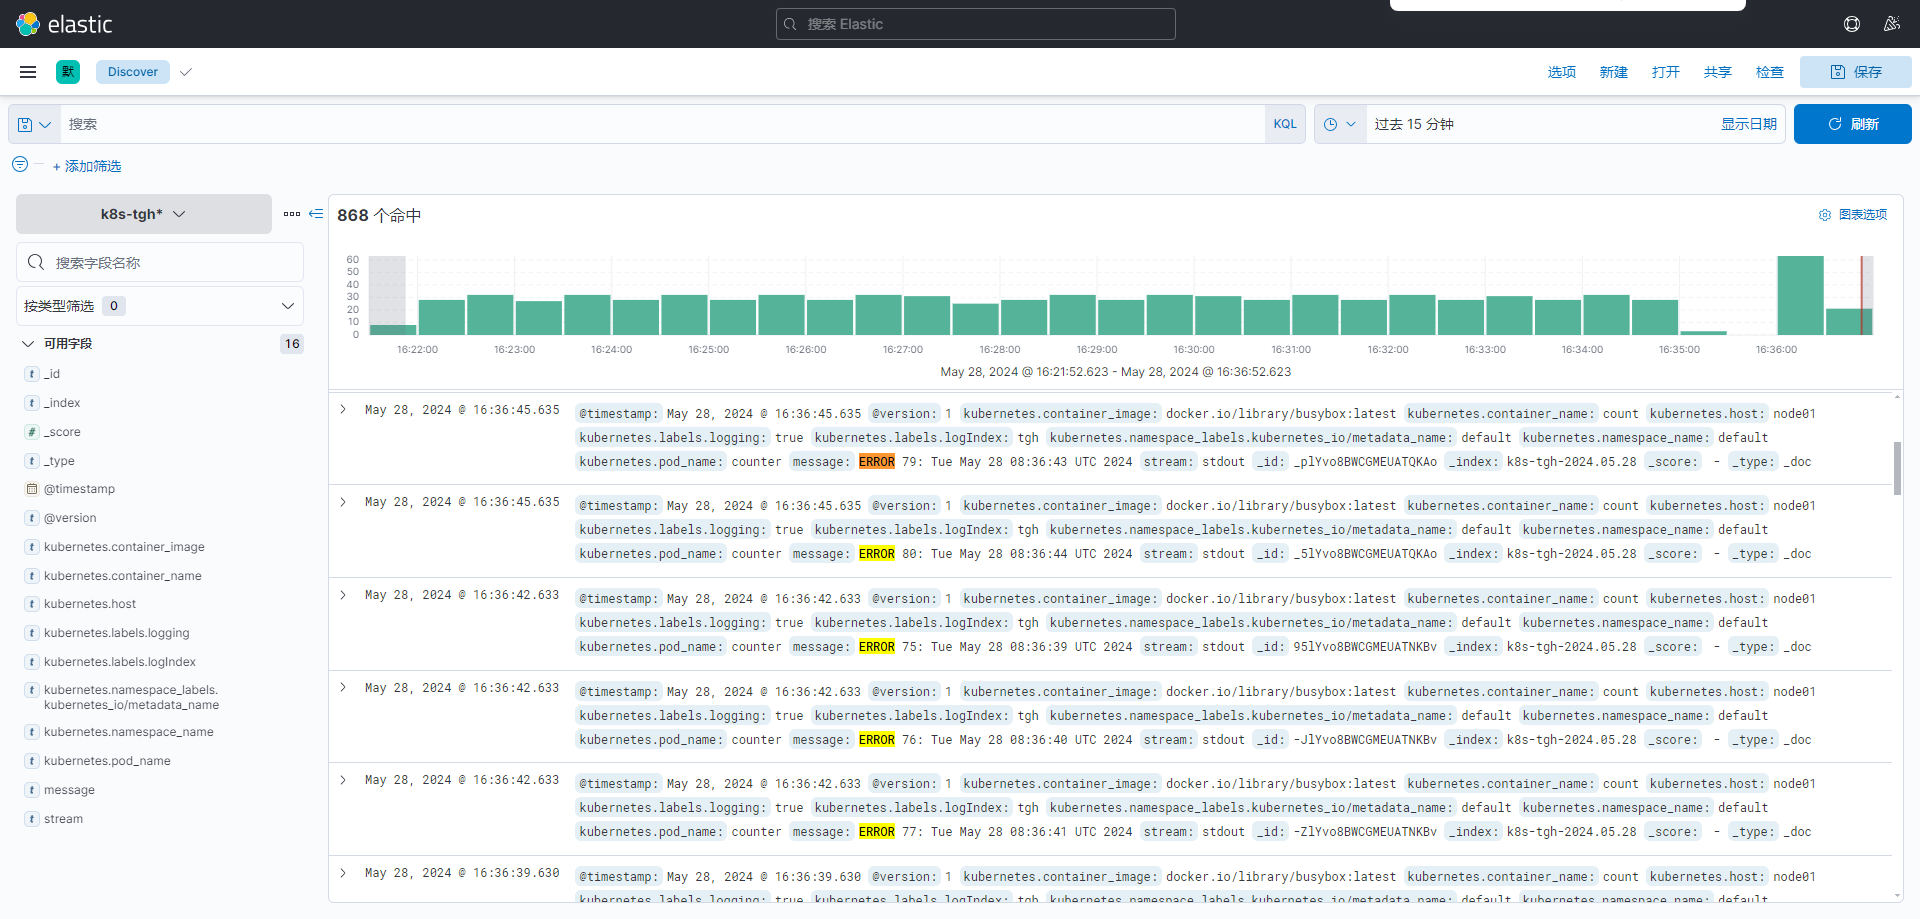 elastic
搜索 Elastic
默 Discover
选项 新建 打开 共享 检查 保存
搜索 KQL 过去 15 分钟 显示日期 刷新
+ 添加筛选
k8s-tgh*
搜索字段名称
按类型筛选 0
可用字段 16
t _id
t _index
# _score
t _type
@timestamp
t @version
t kubernetes.container_image
t kubernetes.container_name
t kubernetes.host
t kubernetes.labels.logging
t kubernetes.labels.logIndex
t kubernetes.namespace_labels.
kubernetes_io/metadata_name
t kubernetes.namespace_name
t kubernetes.pod_name
t message
t stream
868 个命中
图表选项
60
50
40
30
20
10
0
16:22:00 16:23:00 16:24:00 16:25:00 16:26:00 16:27:00 16:28:00 16:29:00 16:30:00 16:31:00 16:32:00 16:33:00 16:34:00 16:35:00 16:36:00
May 28, 2024 @ 16:21:52.623 - May 28, 2024 @ 16:36:52.623
May 28, 2024 @ 16:36:45.635 @timestamp: May 28, 2024 @ 16:36:45.635 @version: 1 kubernetes.container_image: docker.io/library/busybox:latest kubernetes.container_name: count kubernetes.host: node01
kubernetes.labels.logging: true kubernetes.labels.logIndex: tgh kubernetes.namespace_labels.kubernetes_io/metadata_name: default kubernetes.namespace_name: default
kubernetes.pod_name: counter message: ERROR 79: Tue May 28 08:36:43 UTC 2024 stream: stdout _id: _plYvo8BWCGMEUATQKAo _index: k8s-tgh-2024.05.28 _score: - _type: _doc
May 28, 2024 @ 16:36:45.635 @timestamp: May 28, 2024 @ 16:36:45.635 @version: 1 kubernetes.container_image: docker.io/library/busybox:latest kubernetes.container_name: count kubernetes.host: node01
kubernetes.labels.logging: true kubernetes.labels.logIndex: tgh kubernetes.namespace_labels.kubernetes_io/metadata_name: default kubernetes.namespace_name: default
kubernetes.pod_name: counter message: ERROR 80: Tue May 28 08:36:44 UTC 2024 stream: stdout _id: _5lYvo8BWCGMEUATQKAo _index: k8s-tgh-2024.05.28 _score: - _type: _doc
May 28, 2024 @ 16:36:42.633 @timestamp: May 28, 2024 @ 16:36:42.633 @version: 1 kubernetes.container_image: docker.io/library/busybox:latest kubernetes.container_name: count kubernetes.host: node01
kubernetes.labels.logging: true kubernetes.labels.logIndex: tgh kubernetes.namespace_labels.kubernetes_io/metadata_name: default kubernetes.namespace_name: default
kubernetes.pod_name: counter message: ERROR 75: Tue May 28 08:36:39 UTC 2024 stream: stdout _id: 95lYvo8BWCGMEUATNKBv _index: k8s-tgh-2024.05.28 _score: - _type: _doc
May 28, 2024 @ 16:36:42.633 @timestamp: May 28, 2024 @ 16:36:42.633 @version: 1 kubernetes.container_image: docker.io/library/busybox:latest kubernetes.container_name: count kubernetes.host: node01
kubernetes.labels.logging: true kubernetes.labels.logIndex: tgh kubernetes.namespace_labels.kubernetes_io/metadata_name: default kubernetes.namespace_name: default
kubernetes.pod_name: counter message: ERROR 76: Tue May 28 08:36:40 UTC 2024 stream: stdout _id: -JlYvo8BWCGMEUATNKBv _index: k8s-tgh-2024.05.28 _score: - _type: _doc
May 28, 2024 @ 16:36:42.633 @timestamp: May 28, 2024 @ 16:36:42.633 @version: 1 kubernetes.container_image: docker.io/library/busybox:latest kubernetes.container_name: count kubernetes.host: node01
kubernetes.labels.logging: true kubernetes.labels.logIndex: tgh kubernetes.namespace_labels.kubernetes_io/metadata_name: default kubernetes.namespace_name: default
kubernetes.pod_name: counter message: ERROR 77: Tue May 28 08:36:41 UTC 2024 stream: stdout _id: -ZlYvo8BWCGMEUATNKBv _index: k8s-tgh-2024.05.28 _score: - _type: _doc
May 28, 2024 @ 16:36:39.630 @timestamp: May 28, 2024 @ 16:36:39.630 @version: 1 kubernetes.container_image: docker.io/library/busybox:latest kubernetes.container_name: count kubernetes.host: node01
kubernetes.labels.logging: true kubernetes.labels.logIndex: tgh kubernetes.namespace_labels.kubernetes_io/metadata_name: default kubernetes.namespace_name: default